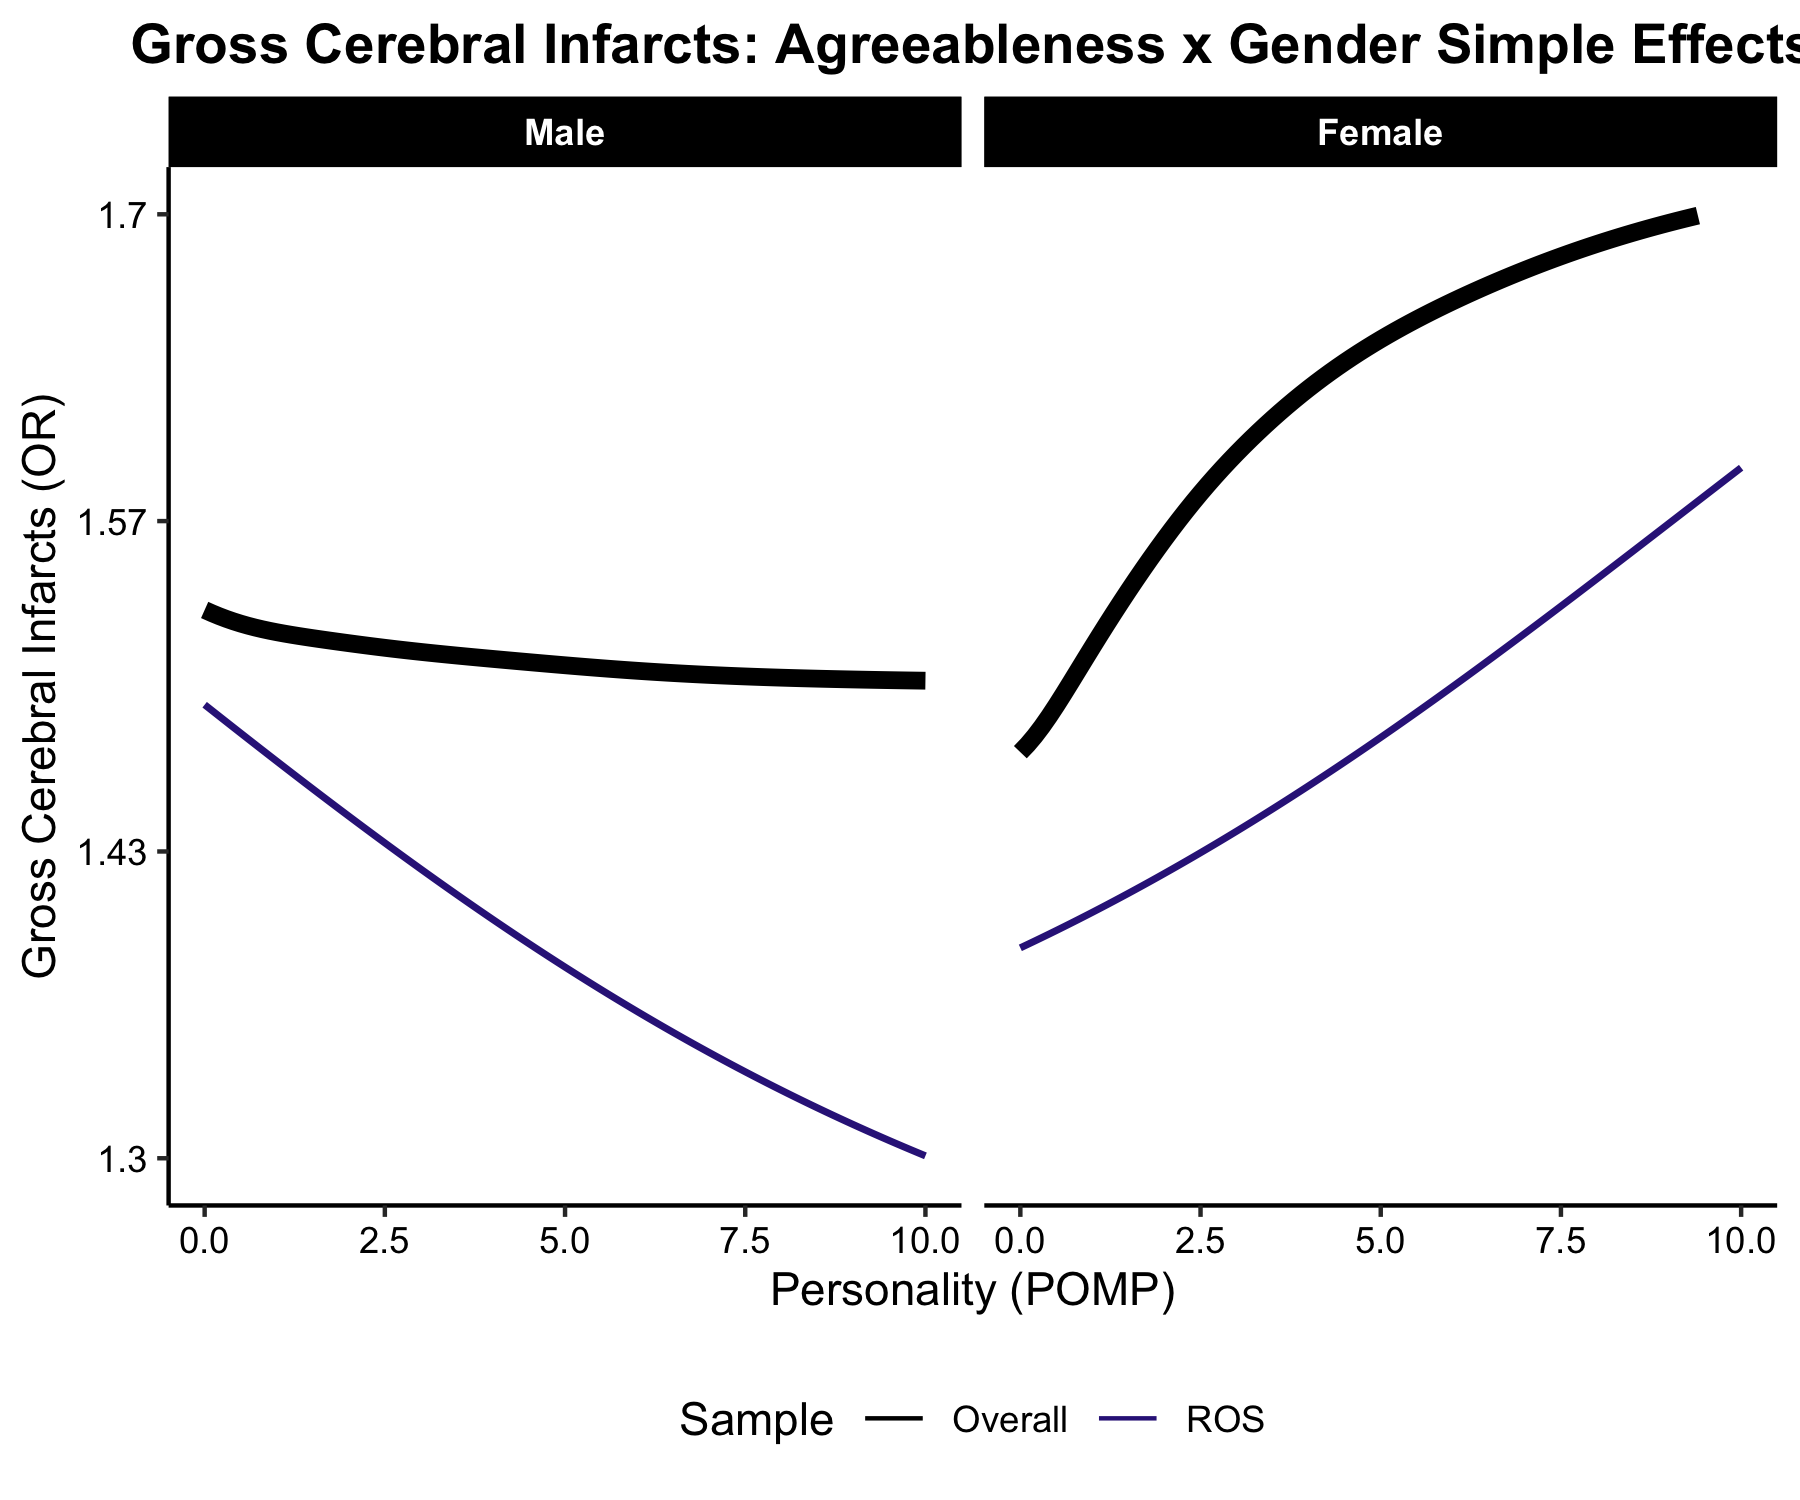 Gross Cerebral Infarcts: Agreeableness x Gender Simple Effects
Male
Female
Gross Cerebral Infarcts (OR)
1.7
1.57
1.43
1.3
0.0 2.5 5.0 7.5 10.0
0.0 2.5 5.0 7.5 10.0
Personality (POMP)
Sample Overall ROS